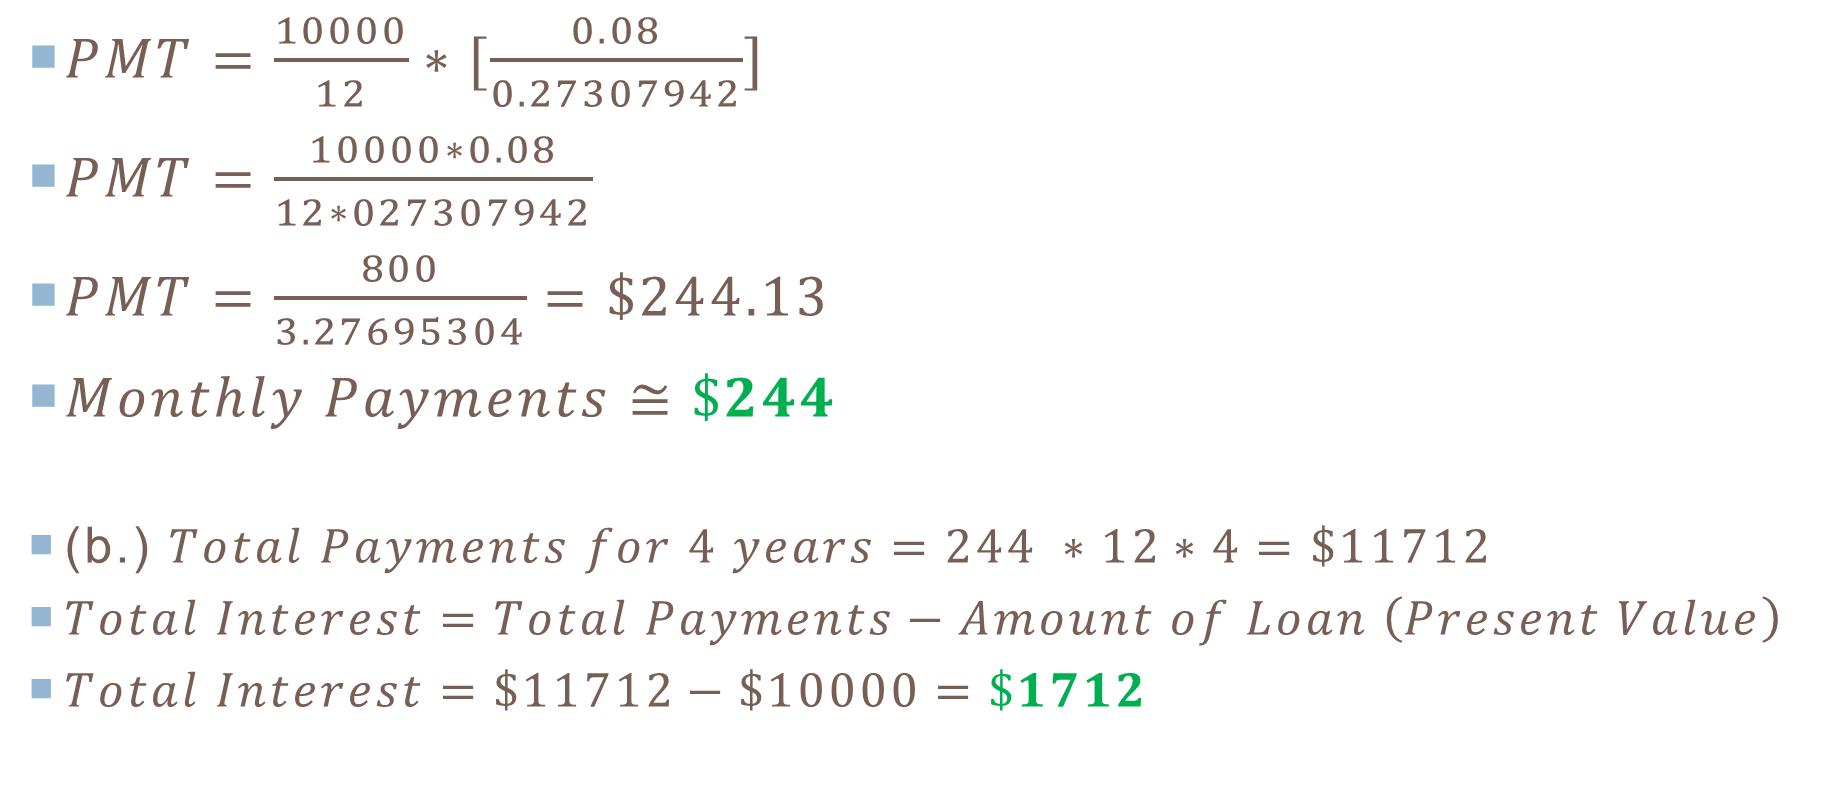 ▪ PMT = 10000/12 * [0.08/0.27307942]
▪ PMT = 10000*0.08/12*027307942
▪ PMT = 800/3.27695304 = $244.13
▪ Monthly Payments ≅ $244
▪ (b.) Total Payments for 4 years = 244 * 12 * 4 = $11712
▪ Total Interest = Total Payments − Amount of Loan (Present Value)
▪ Total Interest = $11712 − $10000 = $1712